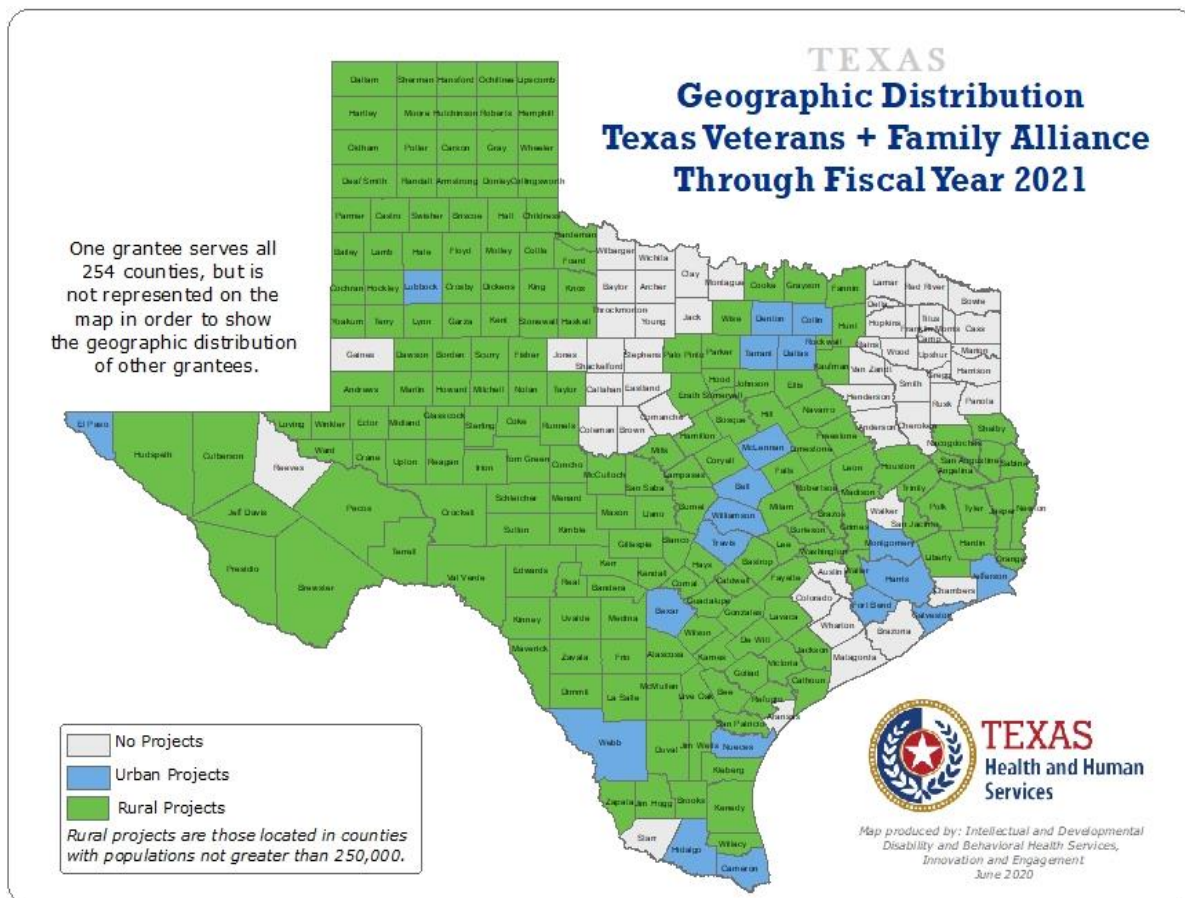 TEXAS
Geographic Distribution
Texas Veterans + Family Alliance
Through Fiscal Year 2021
One grantee serves all
254 counties, but is
not represented on the
map in order to show
the geographic distribution
of other grantees.
Dallam Sherman Hansford Ochiltree Lipscomb
Hartley Moore Hutchinson Roberts Hemphill
Oldham Potter Carson Gray Wheeler
Deaf Smith Randall Armstrong Donley Collingsworth
Parmer Castro Swisher Briscoe Hall Childress
Hardeman
Bailey Lamb Hale Floyd Motley Cottle Foard Wilbarger Wichita
Clay Montague Cooke Grayson Fannin Lamar Red River Bowie
Cochran Hockley Lubbock Crosby Dickens King Knox Baylor Archer
Jack Wise Denton Collin Hunt Delta Hopkins Titus Franklin Morris Cass
Yoakum Terry Lynn Garza Kent Stonewall Haskell Throckmorton Young
Rockwall Rains Camp Wood Upshur Marion
Gaines Dawson Borden Scurry Fisher Jones Shackelford Stephens Palo Pinto Parker Tarrant Dallas Kaufman Van Zandt Gregg Harrison
Andrews Martin Howard Mitchell Nolan Taylor Callahan Eastland Hood Johnson Ellis Henderson Smith Rusk Panola
Erath Somervell Bosque Hill Navarro
El Paso Hudspeth Culberson Reeves Loving Winkler Ector Midland Glasscock Sterling Coke Runnels Coleman Brown Comanche Hamilton McLennan Limestone Freestone Anderson Cherokee Nacogdoches Shelby
Ward Crane Upton Reagan Irion Tom Green Concho McCulloch Mills Lampasas Coryell Falls Leon Houston Angelina San Augustine Sabine
Jeff Davis Pecos Crockett Schleicher Menard San Saba Burnet Bell Robertson Madison Trinity Polk Tyler Jasper Newton
Presidio Brewster Terrell Sutton Kimble Mason Llano Williamson Milam Brazos Grimes Walker San Jacinto
Val Verde Edwards Kerr Gillespie Blanco Travis Lee Burleson Washington Montgomery Liberty Hardin Orange
Real Bandera Kendall Hays Comal Caldwell Bastrop Fayette Austin Waller Harris Chambers Jefferson
Kinney Uvalde Medina Bexar Guadalupe Gonzales Lavaca Colorado Fort Bend Galveston
Maverick Zavala Frio Atascosa Wilson Karnes De Witt Jackson Wharton Brazoria
Dimmit La Salle McMullen Live Oak Bee Goliad Victoria Calhoun Matagorda
Webb Duval Jim Wells San Patricio Refugio Aransas
Nueces
Kleberg
Zapata Jim Hogg Brooks Kenedy
Starr Hidalgo Willacy
Cameron
No Projects
Urban Projects
Rural Projects
Rural projects are those located in counties
with populations not greater than 250,000.
TEXAS
Health and Human
Services
Map produced by: Intellectual and Developmental
Disability and Behavioral Health Services,
Innovation and Engagement
June 2020